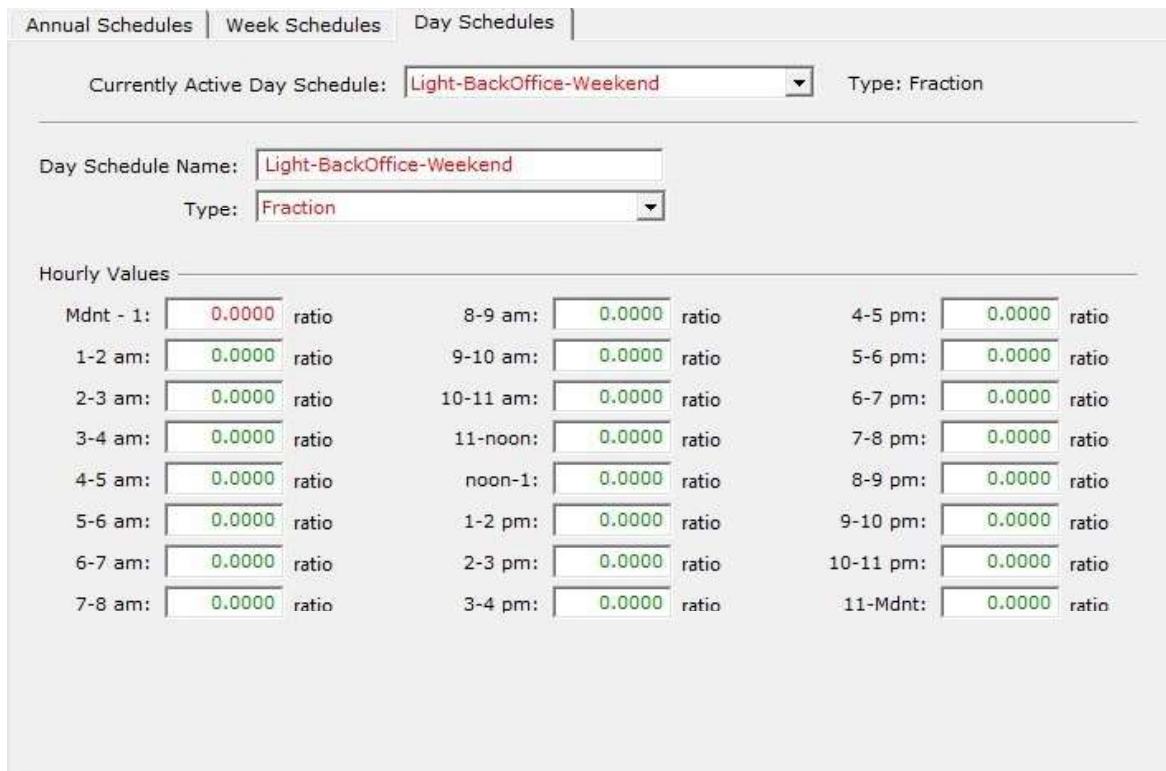 Annual Schedules Week Schedules Day Schedules
Currently Active Day Schedule: Light-BackOffice-Weekend Type: Fraction
Day Schedule Name: Light-BackOffice-Weekend
Type: Fraction
Hourly Values
Mdnt - 1: 0.0000 ratio 8-9 am: 0.0000 ratio 4-5 pm: 0.0000 ratio
1-2 am: 0.0000 ratio 9-10 am: 0.0000 ratio 5-6 pm: 0.0000 ratio
2-3 am: 0.0000 ratio 10-11 am: 0.0000 ratio 6-7 pm: 0.0000 ratio
3-4 am: 0.0000 ratio 11-noon: 0.0000 ratio 7-8 pm: 0.0000 ratio
4-5 am: 0.0000 ratio noon-1: 0.0000 ratio 8-9 pm: 0.0000 ratio
5-6 am: 0.0000 ratio 1-2 pm: 0.0000 ratio 9-10 pm: 0.0000 ratio
6-7 am: 0.0000 ratio 2-3 pm: 0.0000 ratio 10-11 pm: 0.0000 ratio
7-8 am: 0.0000 ratio 3-4 pm: 0.0000 ratio 11-Mdnt: 0.0000 ratio